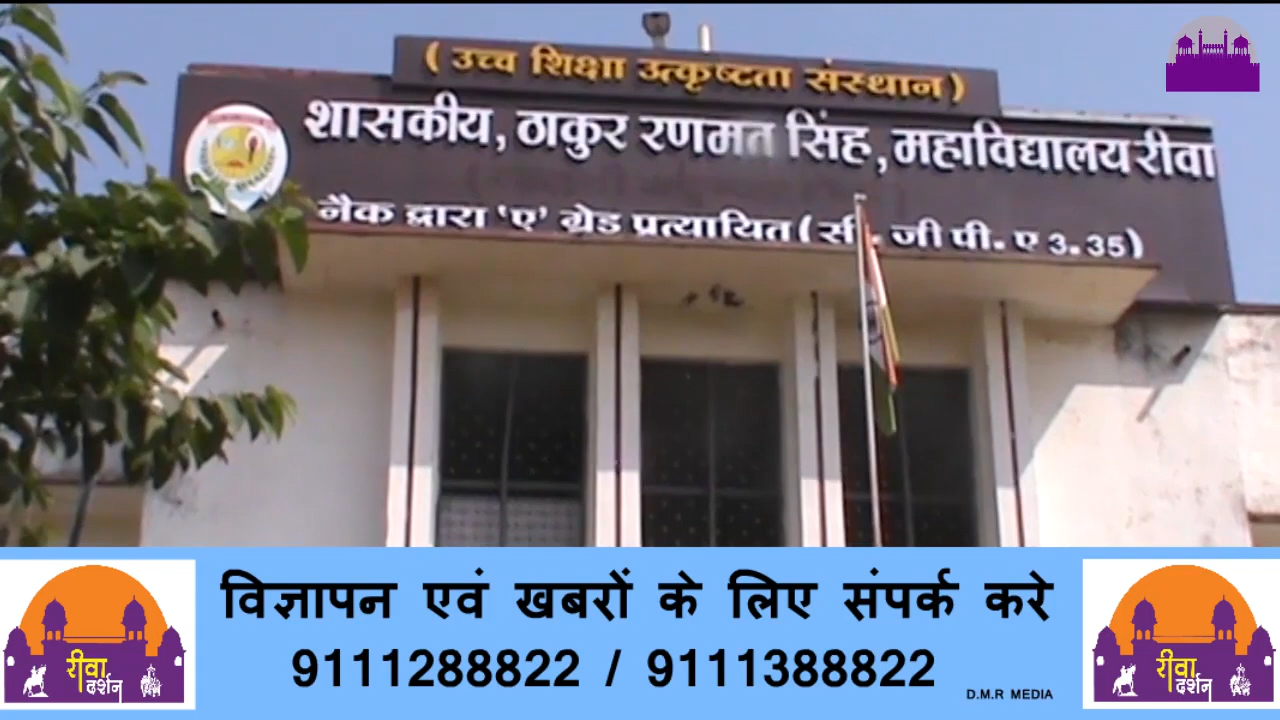 ( उच्च शिक्षा उत्कृष्टता संस्थान )
शासकीय, ठाकुर रणमत सिंह, महाविद्यालय रीवा
नैक द्वारा 'ए' ग्रेड प्रत्यायित ( सी. जी पी. ए 3.35)
विज्ञापन एवं खबरों के लिए संपर्क करे
9111288822 / 9111388822
D.M.R MEDIA
रीवा
दर्शन
रीवा
दर्शन